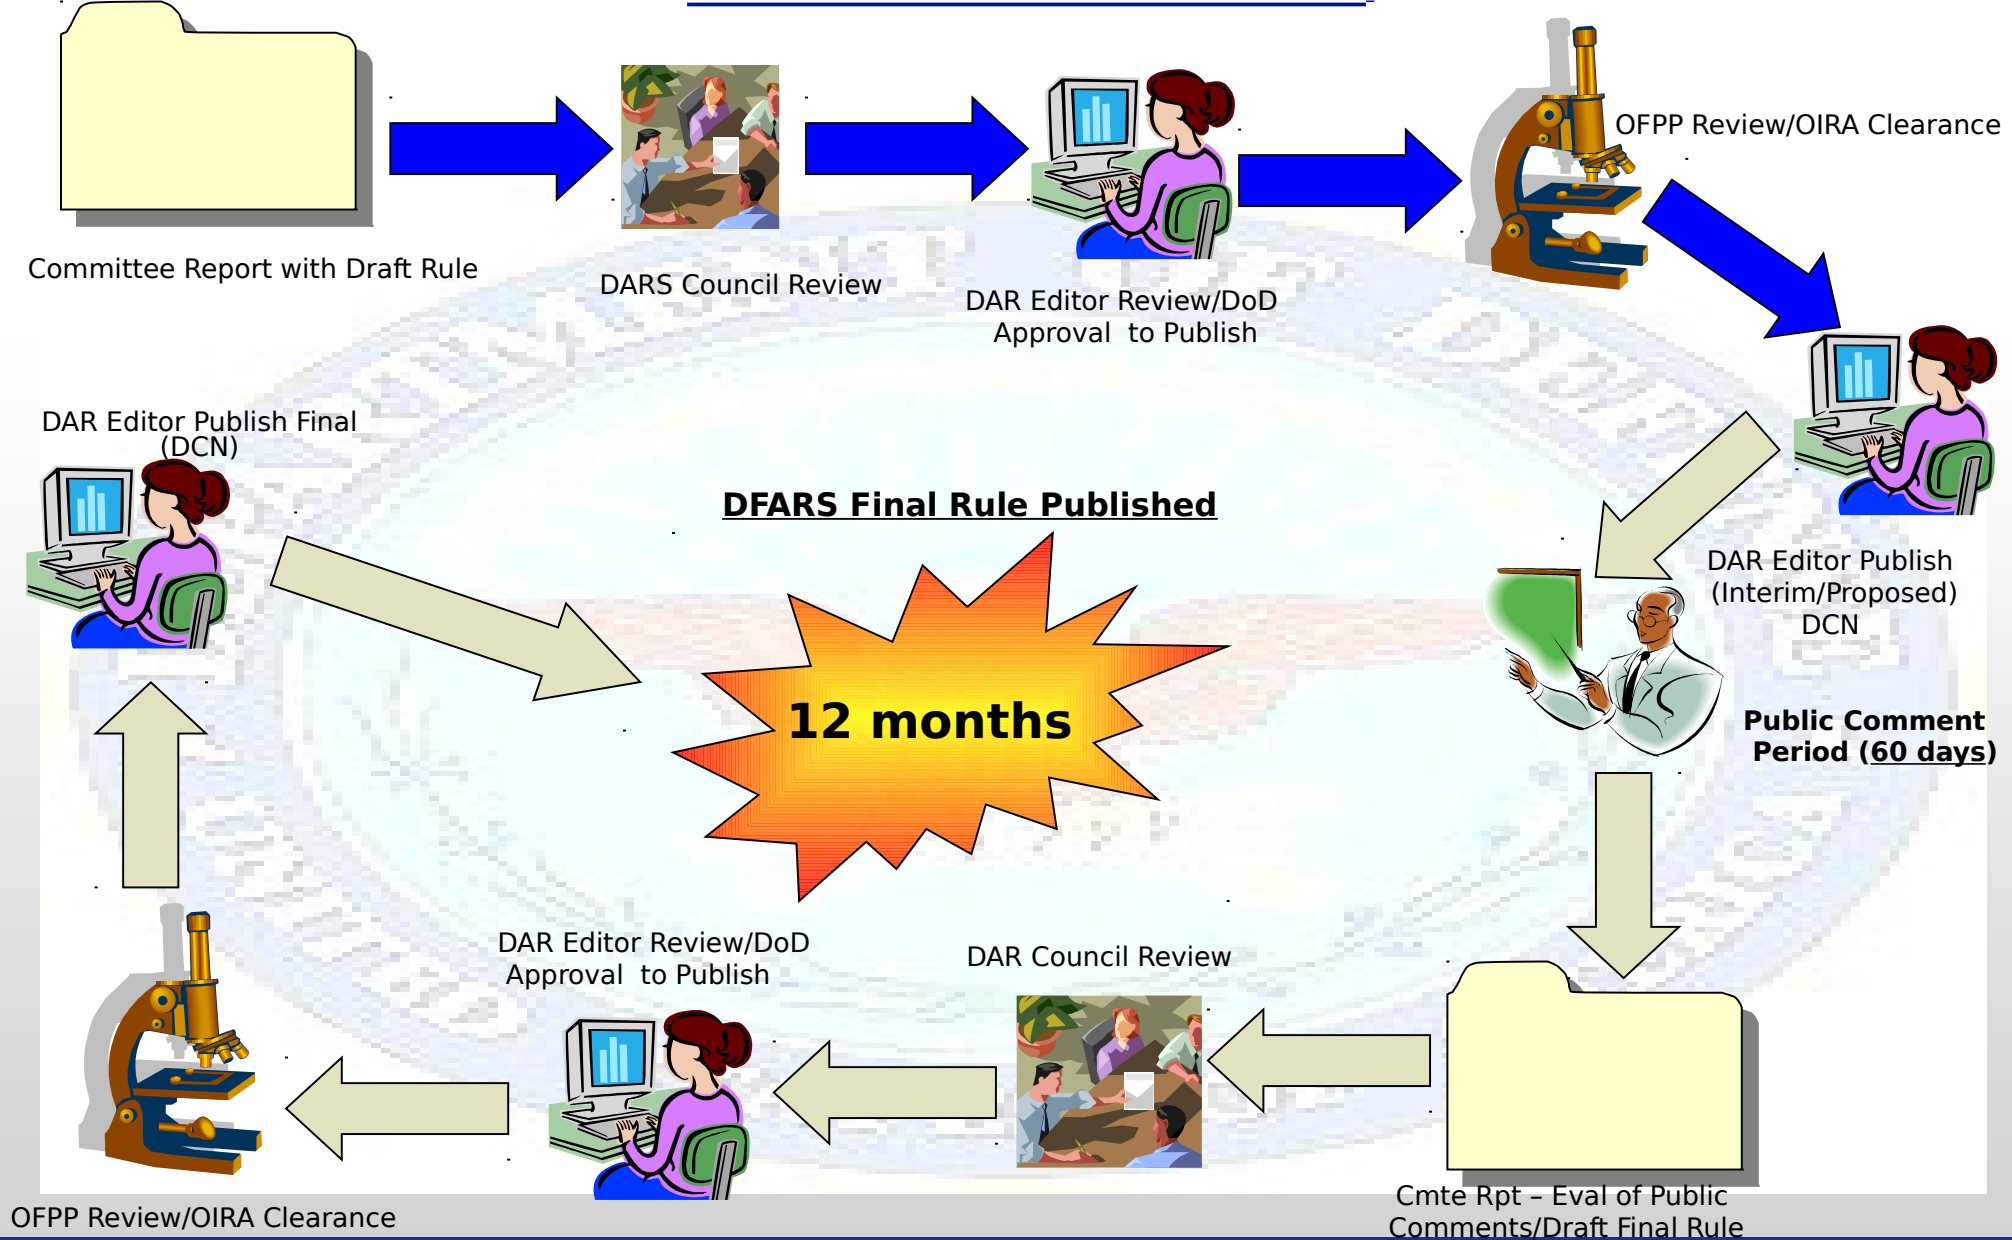 OFPP Review/OIRA Clearance
Committee Report with Draft Rule
DARS Council Review
DAR Editor Review/DoD
Approval  to Publish
DAR Editor Publish Final
(DCN)
DFARS Final Rule Published
DAR Editor Publish
(Interim/Proposed)
DCN
12 months
Public Comment
Period (60 days)
DAR Editor Review/DoD
Approval  to Publish
DAR Council Review
Cmte Rpt – Eval of Public
Comments/Draft Final Rule
OFPP Review/OIRA Clearance